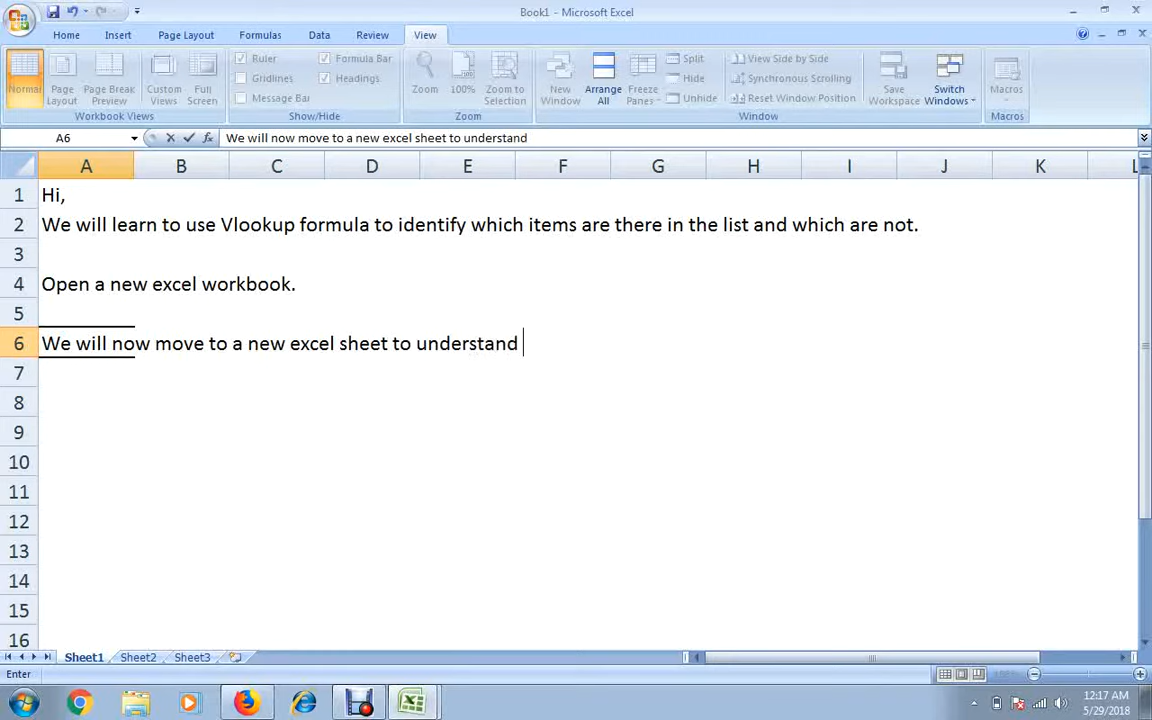 Book1 - Microsoft Excel
Home Insert Page Layout Formulas Data Review View
Normal Page Layout Page Break Preview Custom Views Full Screen
Workbook Views
Ruler Formula Bar
Gridlines Headings
Message Bar
Show/Hide
Zoom 100% Zoom to Selection
Zoom
New Window Arrange All Freeze Panes
Split View Side by Side
Hide Synchronous Scrolling
Unhide Reset Window Position
Save Workspace Switch Windows
Window
Macros
Macros
A6 fx We will now move to a new excel sheet to understand
A B C D E F G H I J K L
1 Hi,
2 We will learn to use Vlookup formula to identify which items are there in the list and which are not.
3
4 Open a new excel workbook.
5
6 We will now move to a new excel sheet to understand
7
8
9
10
11
12
13
14
15
16
Sheet1 Sheet2 Sheet3
Enter
12:17 AM
5/29/2018